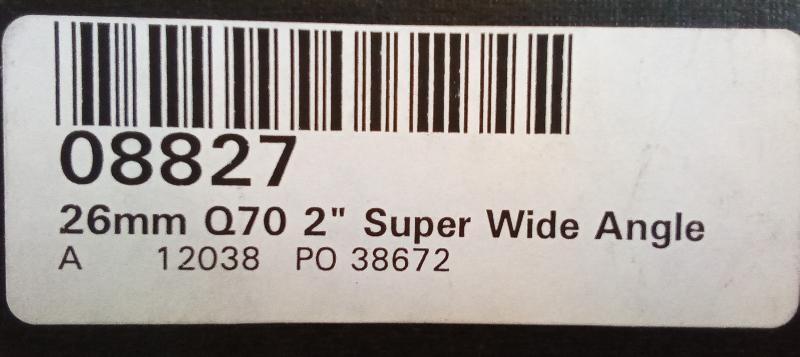 08827
26mm Q70 2" Super Wide Angle
A 12038 PO 38672